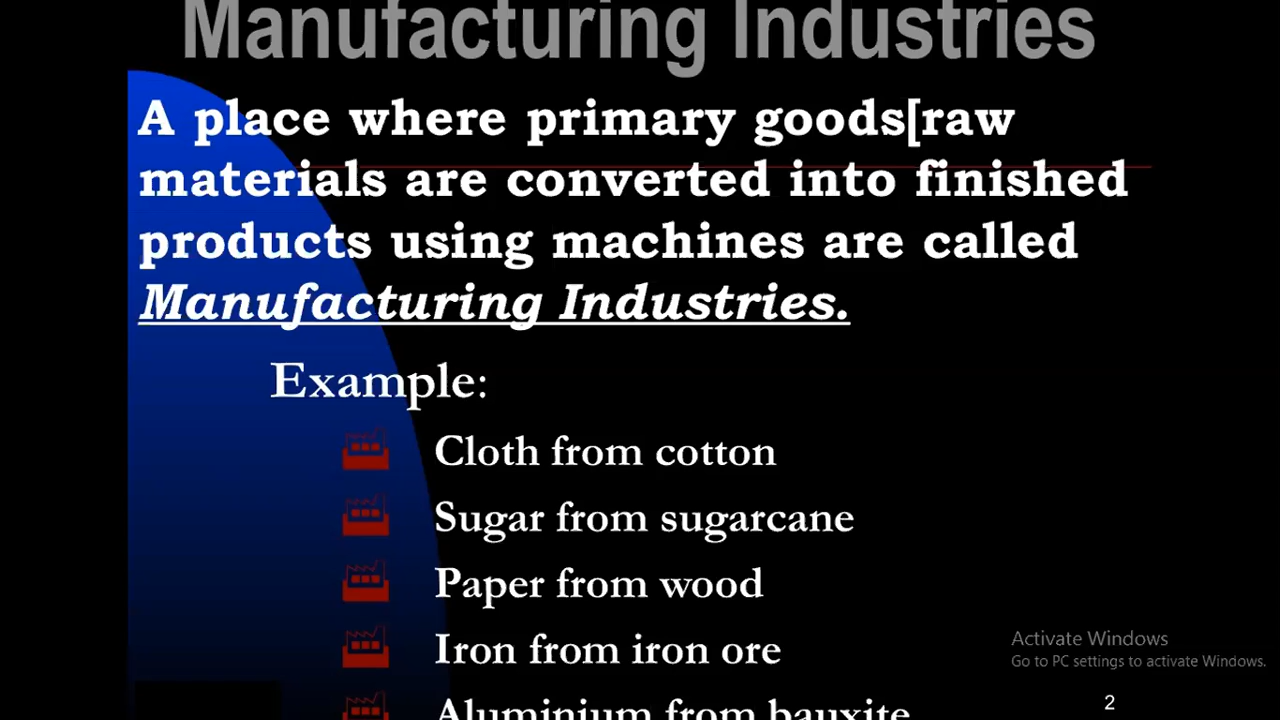 Manufacturing Industries
A place where primary goods[raw
materials are converted into finished
products using machines are called
Manufacturing Industries.
Example:
Cloth from cotton
Sugar from sugarcane
Paper from wood
Iron from iron ore
Aluminium from bauxite
Activate Windows
Go to PC settings to activate Windows.
2